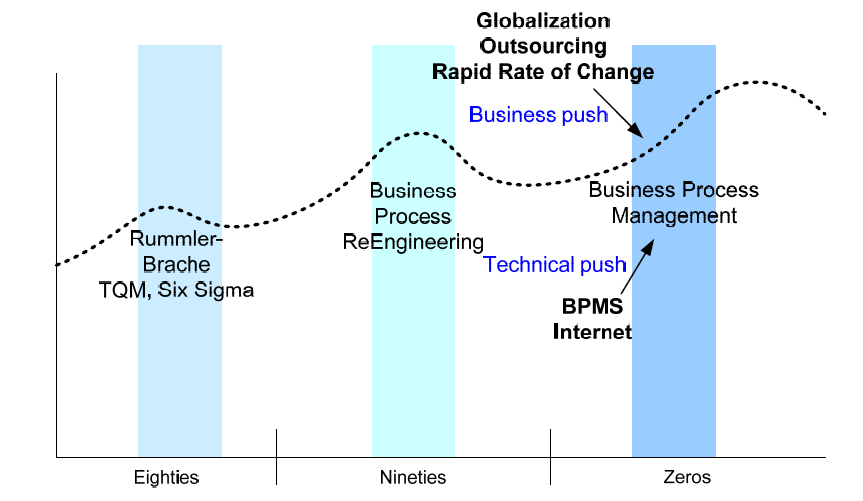 Globalization
Outsourcing
Rapid Rate of Change
Business push
Business
Process
ReEngineering
Business Process
Management
Rummler-
Brache
TQM, Six Sigma
Technical push
BPMS
Internet
Eighties
Nineties
Zeros